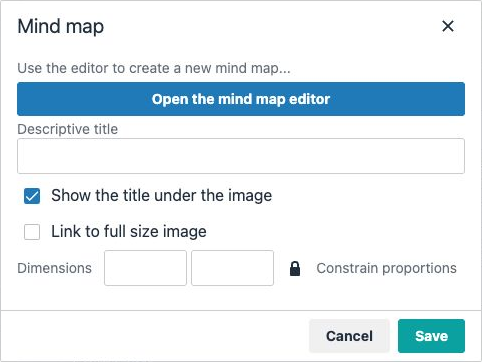 Mind map
Use the editor to create a new mind map...
Open the mind map editor
Descriptive title
Show the title under the image
Link to full size image
Dimensions Constrain proportions
Cancel Save